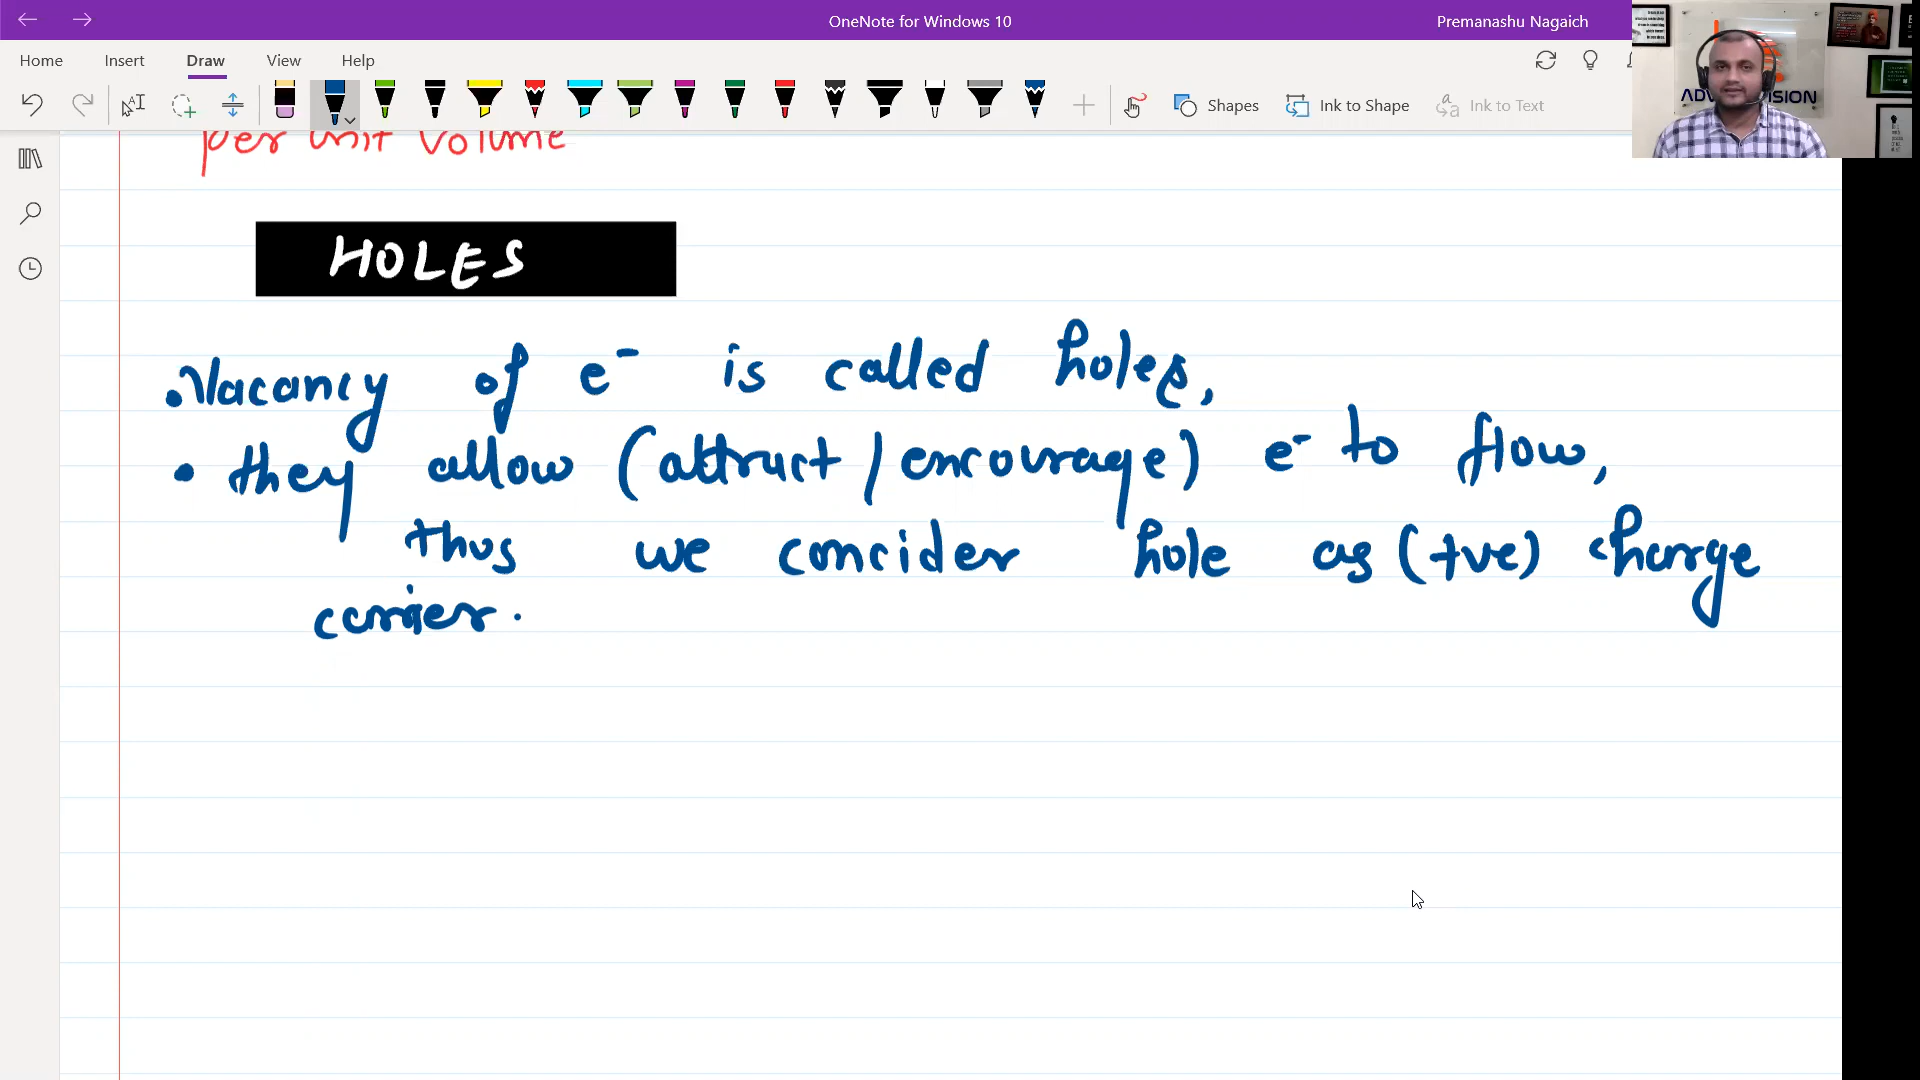 OneNote for Windows 10
Premanashu Nagaich
Home Insert Draw View Help
Shapes Ink to Shape Ink to Text
per unit volume
HOLES
• Vacancy of e⁻ is called holes,
• they allow (attract / encourage) e⁻ to flow,
thus we concider hole as (+ve) charge
carrier.